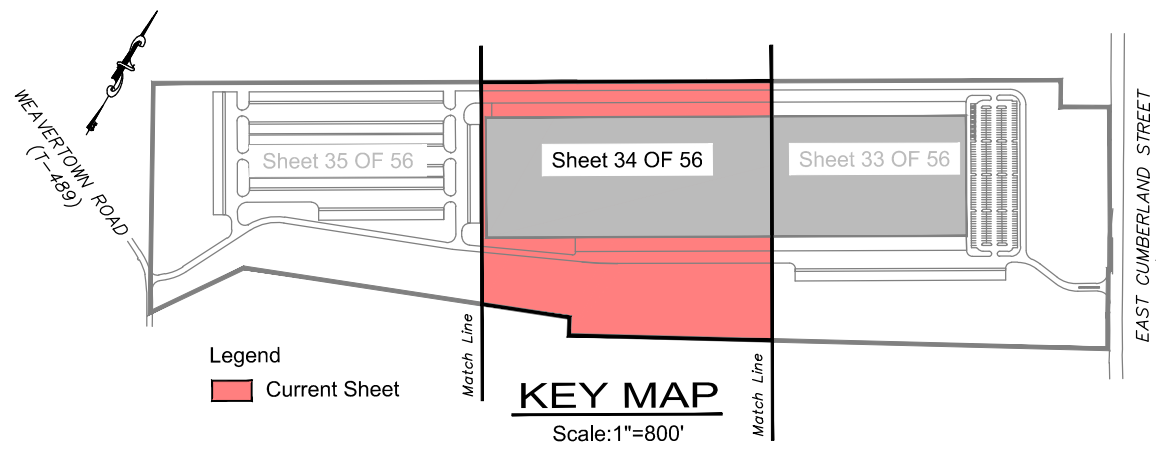 WEAVERTOWN ROAD
(T-489)
Sheet 35 OF 56
Sheet 34 OF 56
Sheet 33 OF 56
EAST CUMBERLAND STREET
Match Line
Match Line
Legend
Current Sheet
KEY MAP
Scale:1"=800'